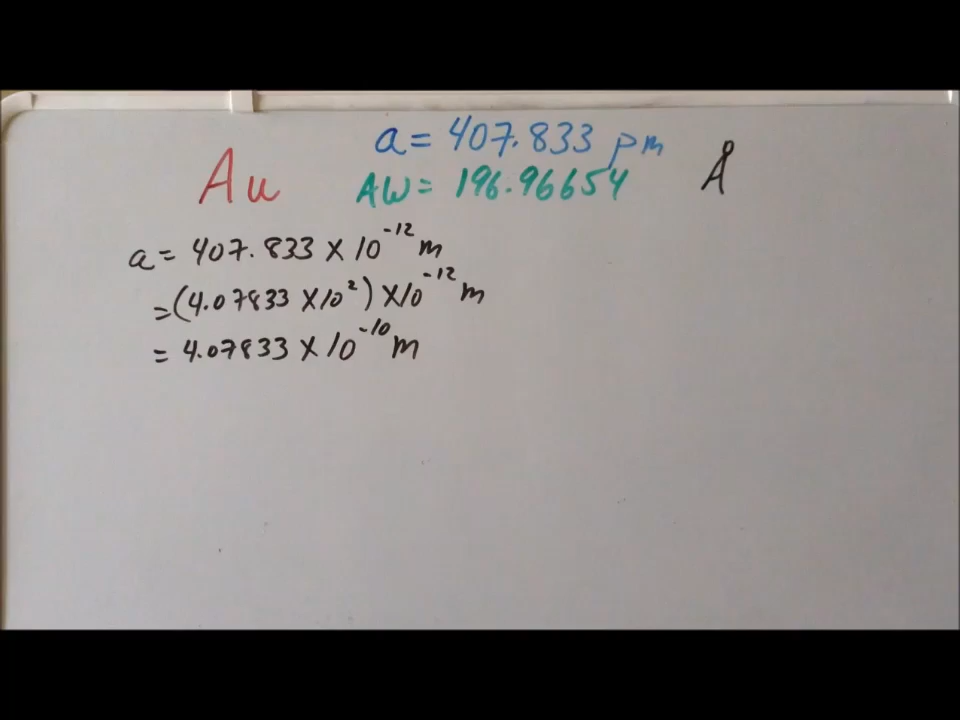 a = 407.833 pm
Au AW = 196.96654 Å
a = 407.833 × 10⁻¹² m
= (4.07833 × 10²) × 10⁻¹² m
= 4.07833 × 10⁻¹⁰ m